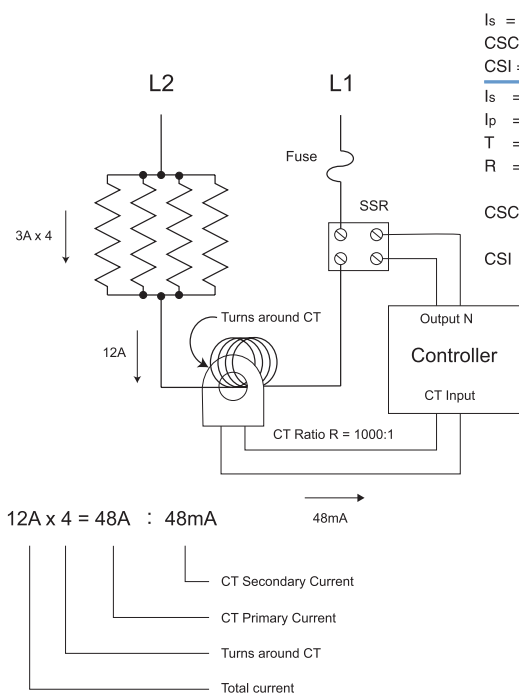 Is =
CSC
CSI =
Is =
Ip =
T =
R =
CSC
CSI
L2
L1
Fuse
SSR
3A x 4
Turns around CT
Output N
12A
Controller
CT Input
CT Ratio R = 1000:1
48mA
12A x 4 = 48A : 48mA
CT Secondary Current
CT Primary Current
Turns around CT
Total current